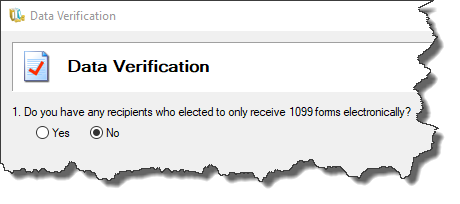 Data Verification
Data Verification
1. Do you have any recipients who elected to only receive 1099 forms electronically?
Yes No